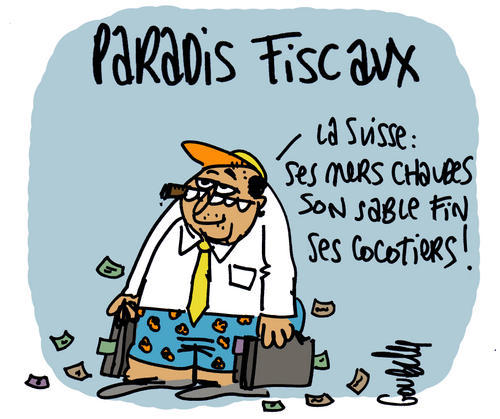 PARADIS FISCAUX
LA SUISSE :
SES MERS CHAUDES
SON SABLE FIN
SES COCOTIERS !